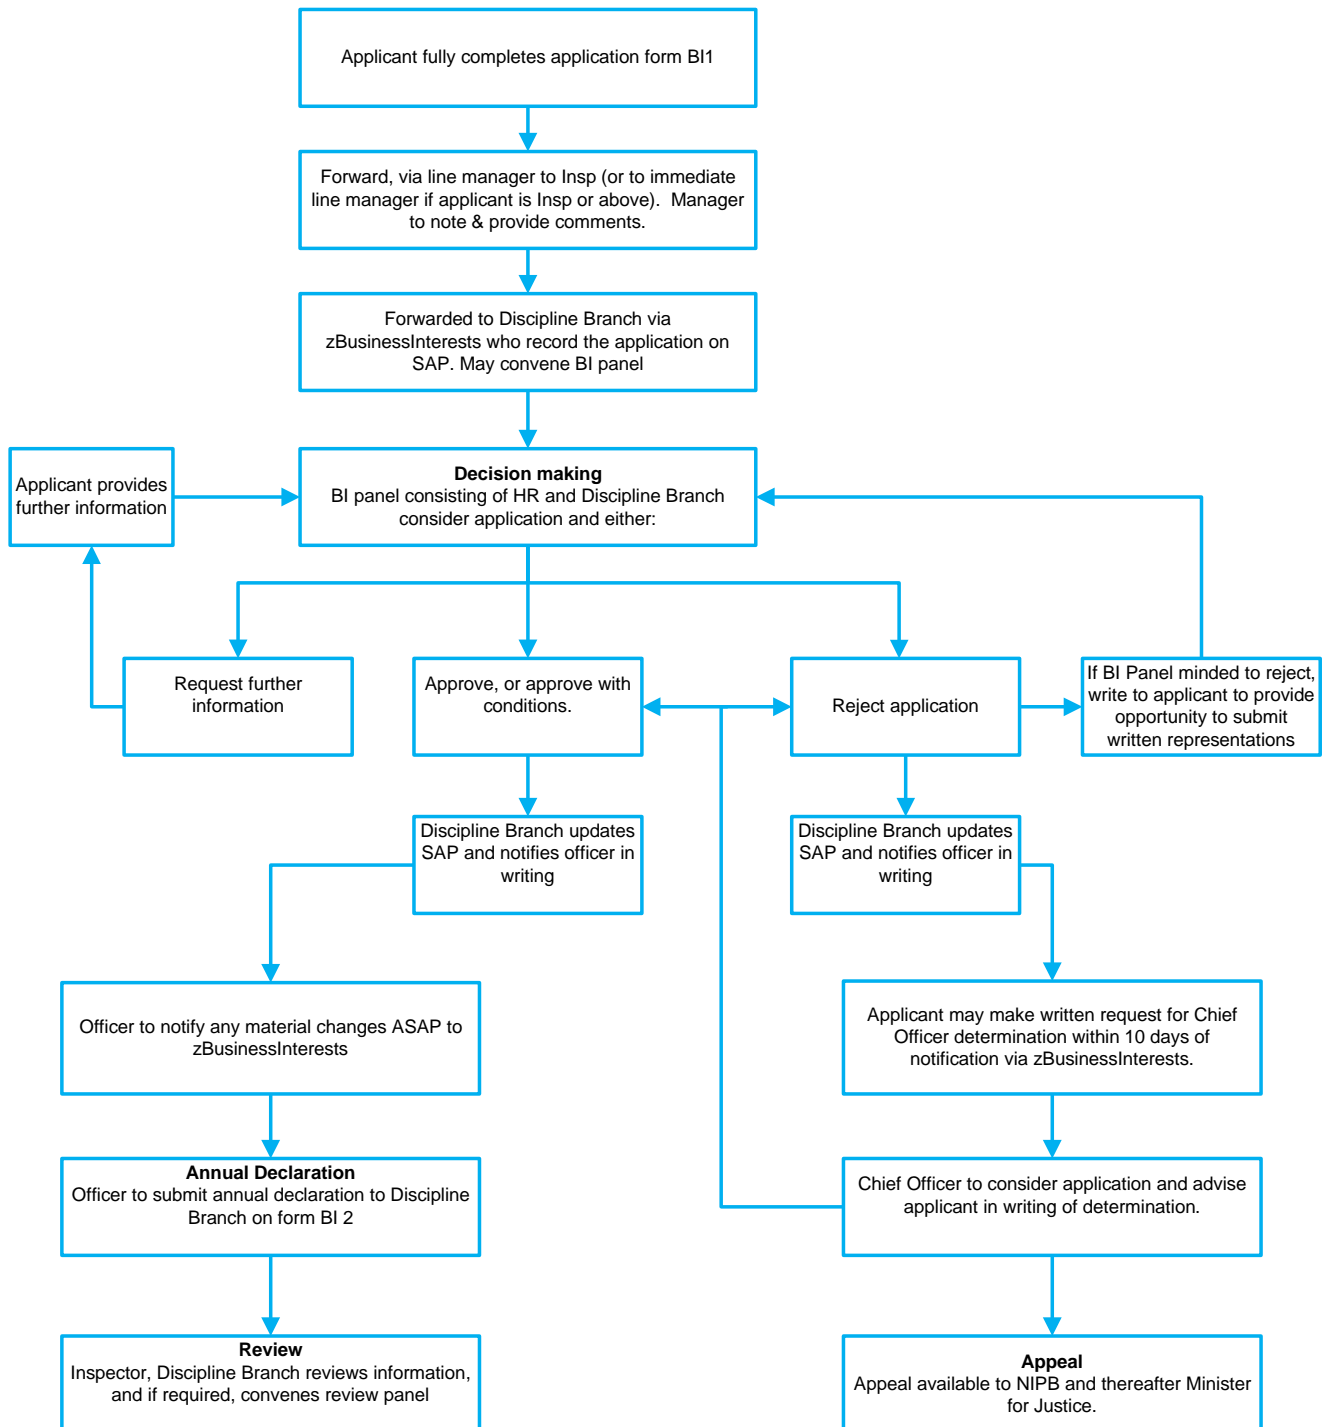 Applicant fully completes application form BI1
Forward, via line manager to Insp (or to immediate
line manager if applicant is Insp or above).  Manager
to note & provide comments.
Forwarded to Discipline Branch via
zBusinessInterests who record the application on
SAP. May convene BI panel
Applicant provides
further information
Decision making
BI panel consisting of HR and Discipline Branch
consider application and either:
Request further
information
Approve, or approve with
conditions.
Reject application
If BI Panel minded to reject,
write to applicant to provide
opportunity to submit
written representations
Discipline Branch updates
SAP and notifies officer in
writing
Discipline Branch updates
SAP and notifies officer in
writing
Officer to notify any material changes ASAP to
zBusinessInterests
Applicant may make written request for Chief
Officer determination within 10 days of
notification via zBusinessInterests.
Annual Declaration
Officer to submit annual declaration to Discipline
Branch on form BI 2
Chief Officer to consider application and advise
applicant in writing of determination.
Review
Inspector, Discipline Branch reviews information,
and if required, convenes review panel
Appeal
Appeal available to NIPB and thereafter Minister
for Justice.